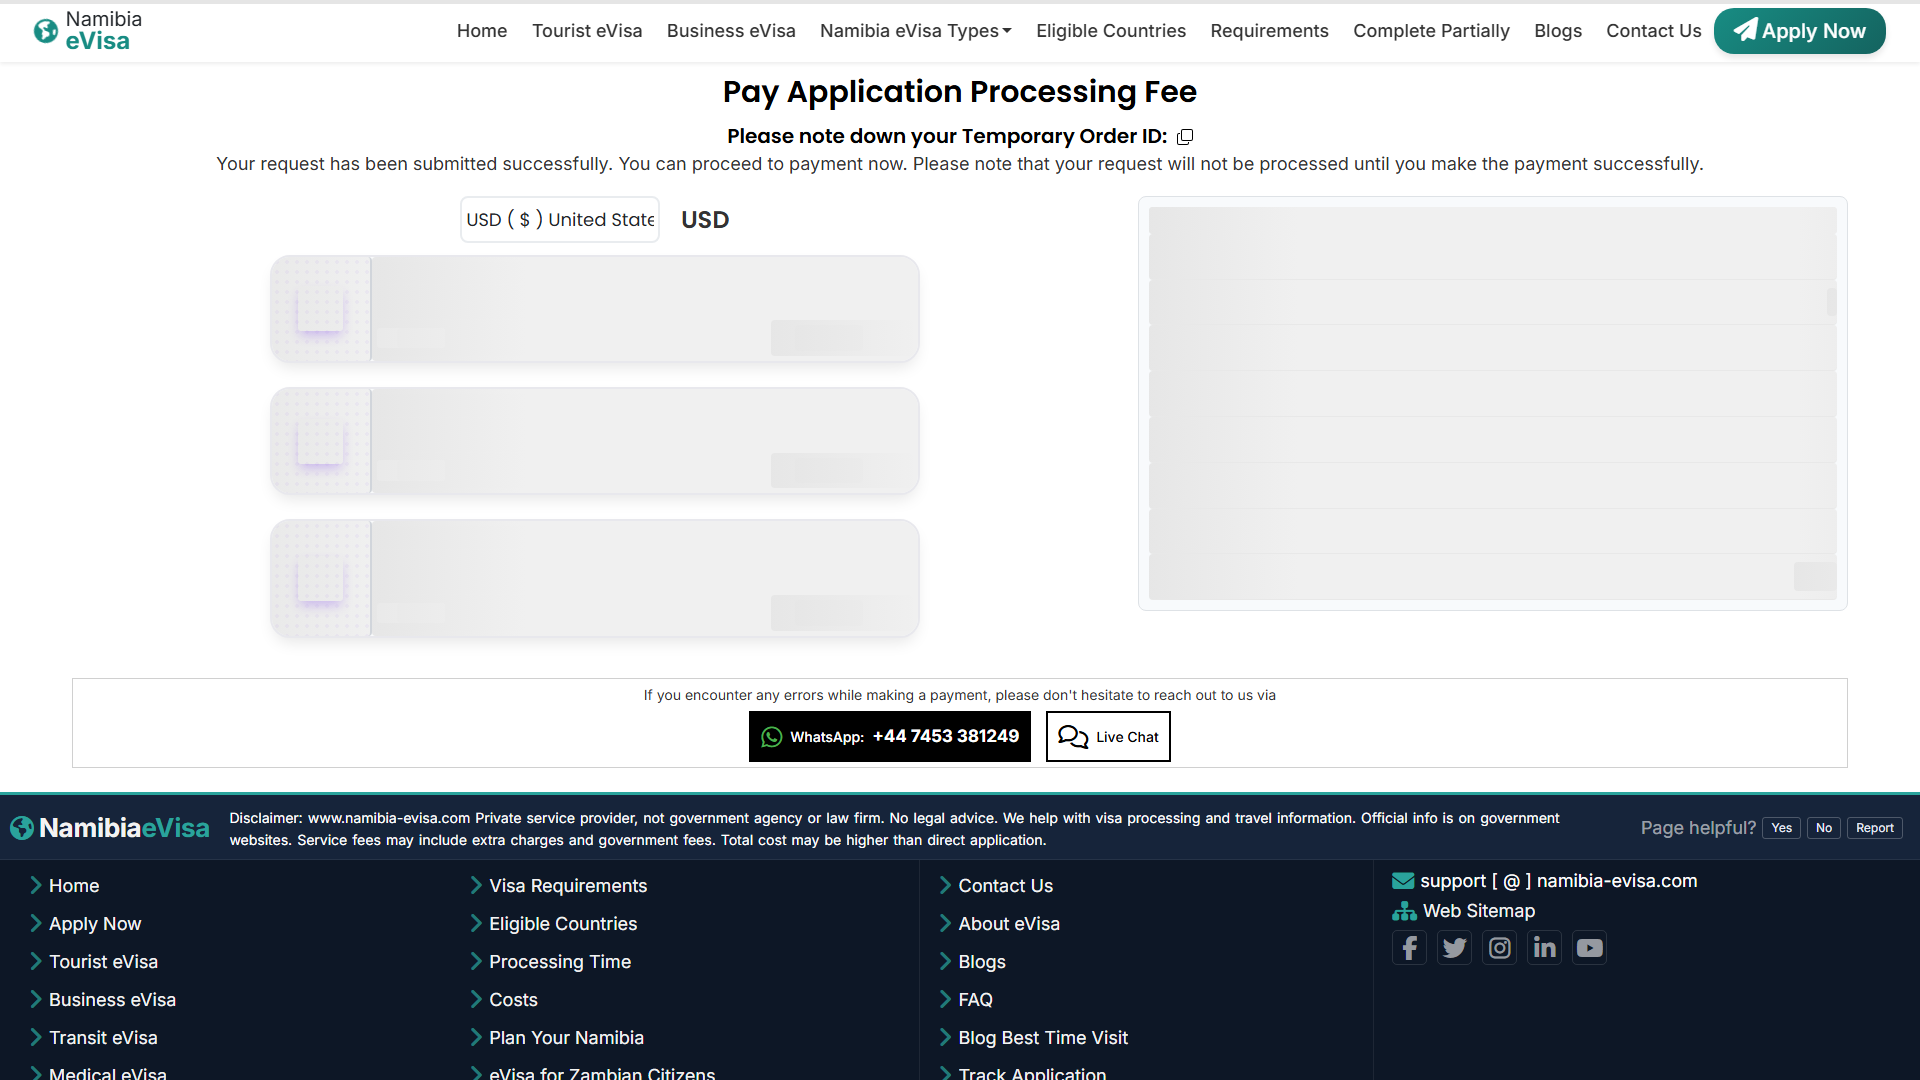 Namibia
eVisa
Home
Tourist eVisa
Business eVisa
Namibia eVisa Types
Eligible Countries
Requirements
Complete Partially
Blogs
Contact Us
Apply Now
Pay Application Processing Fee
Please note down your Temporary Order ID:
Your request has been submitted successfully. You can proceed to payment now. Please note that your request will not be processed until you make the payment successfully.
USD ( $ ) United State
USD
If you encounter any errors while making a payment, please don't hesitate to reach out to us via
WhatsApp: +44 7453 381249
Live Chat
NamibiaeVisa
Disclaimer: www.namibia-evisa.com Private service provider, not government agency or law firm. No legal advice. We help with visa processing and travel information. Official info is on government
websites. Service fees may include extra charges and government fees. Total cost may be higher than direct application.
Page helpful?
Yes
No
Report
Home
Apply Now
Tourist eVisa
Business eVisa
Transit eVisa
Medical eVisa
Visa Requirements
Eligible Countries
Processing Time
Costs
Plan Your Namibia
eVisa for Zambian Citizens
Contact Us
About eVisa
Blogs
FAQ
Blog Best Time Visit
Track Application
support [ @ ] namibia-evisa.com
Web Sitemap